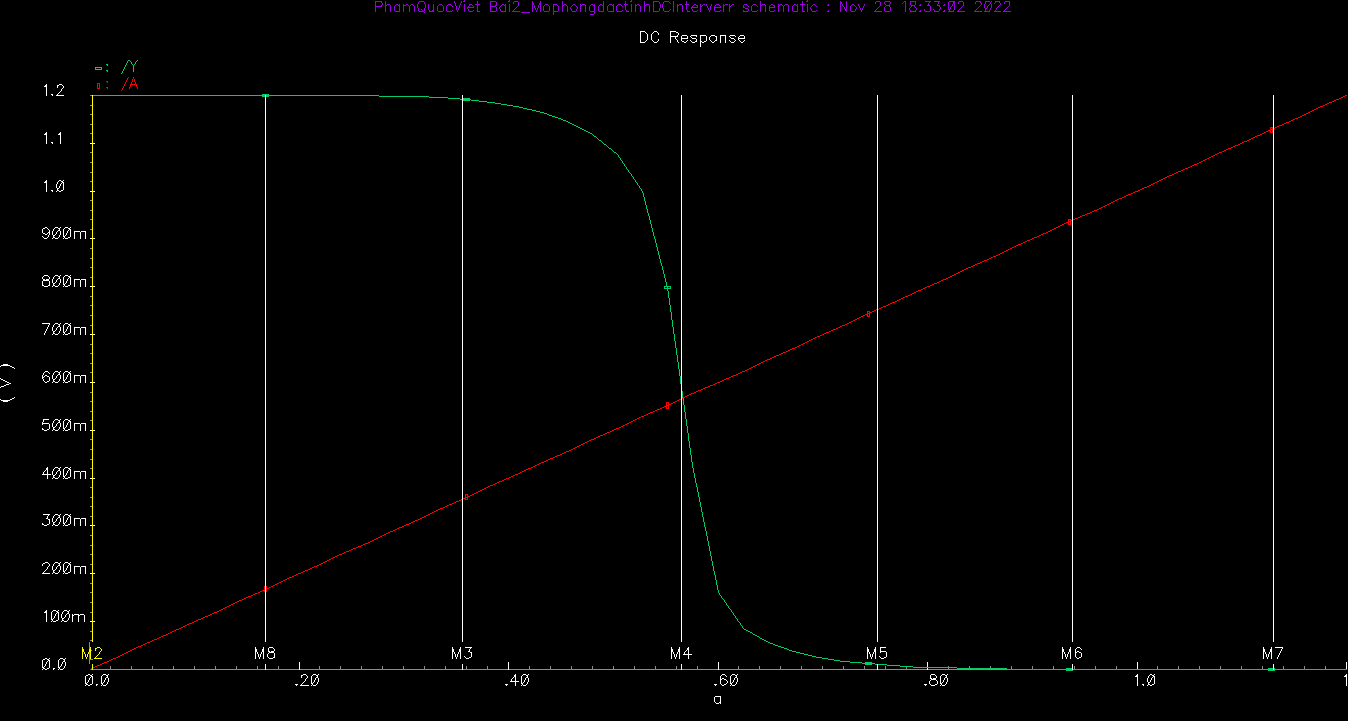 PhamQuocViet Bai2_MophongdactinhDCInterverr schematic : Nov 28 18:33:02 2022
DC Response
: /Y
: /A
1.2
1.1
1.0
900m
800m
700m
600m
500m
400m
300m
200m
100m
0.0
(V)
M2 M8 M3 M4 M5 M6 M7
0.0 .20 .40 .60 .80 1.0 1
a